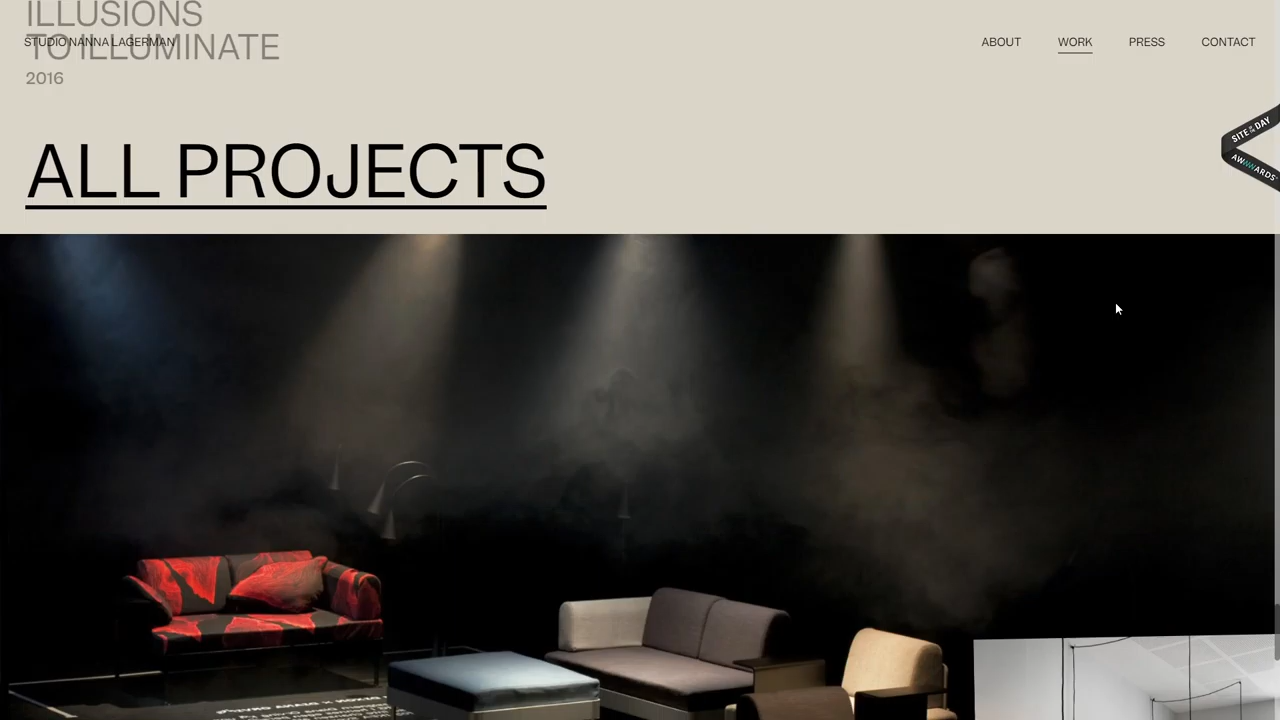 ILLUSIONS
TO ILLUMINATE
STUDIO NANNA LAGERMAN
ABOUT
WORK
PRESS
CONTACT
2016
SITE OF THE DAY
AWWWARDS
ALL PROJECTS